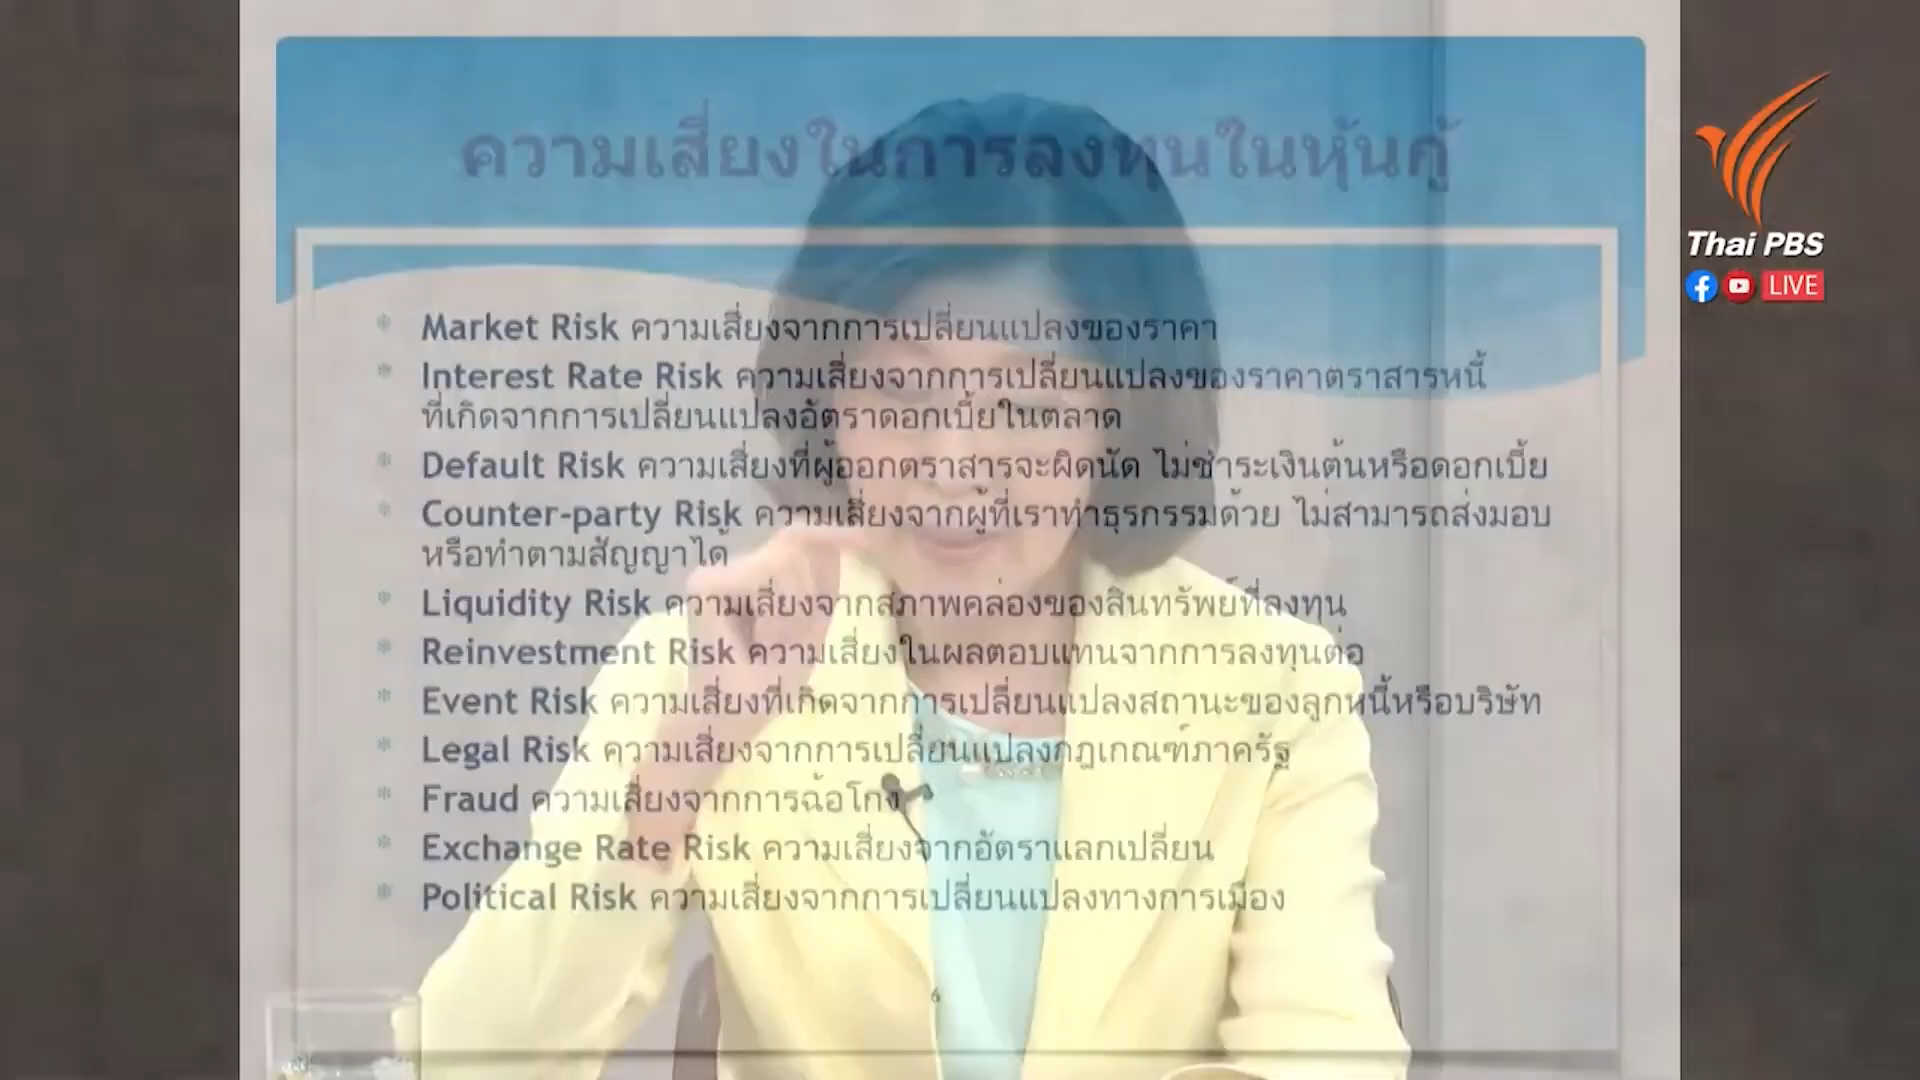 ความเสี่ยงในการลงทุนในหุ้นกู้
Market Risk ความเสี่ยงจากการเปลี่ยนแปลงของราคา
Interest Rate Risk ความเสี่ยงจากการเปลี่ยนแปลงของราคาตราสารหนี้
ที่เกิดจากการเปลี่ยนแปลงอัตราดอกเบี้ยในตลาด
Default Risk ความเสี่ยงที่ผู้ออกตราสารจะผิดนัด ไม่ชำระเงินต้นหรือดอกเบี้ย
Counter-party Risk ความเสี่ยงจากผู้ที่เราทำธุรกรรมด้วย ไม่สามารถส่งมอบ
หรือทำตามสัญญาได้
Liquidity Risk ความเสี่ยงจากสภาพคล่องของสินทรัพย์ที่ลงทุน
Reinvestment Risk ความเสี่ยงในผลตอบแทนจากการลงทุนต่อ
Event Risk ความเสี่ยงที่เกิดจากการเปลี่ยนแปลงสถานะของลูกหนี้หรือบริษัท
Legal Risk ความเสี่ยงจากการเปลี่ยนแปลงกฎเกณฑ์ภาครัฐ
Fraud ความเสี่ยงจากการฉ้อโกง
Exchange Rate Risk ความเสี่ยงจากอัตราแลกเปลี่ยน
Political Risk ความเสี่ยงจากการเปลี่ยนแปลงทางการเมือง
6
Thai PBS
LIVE